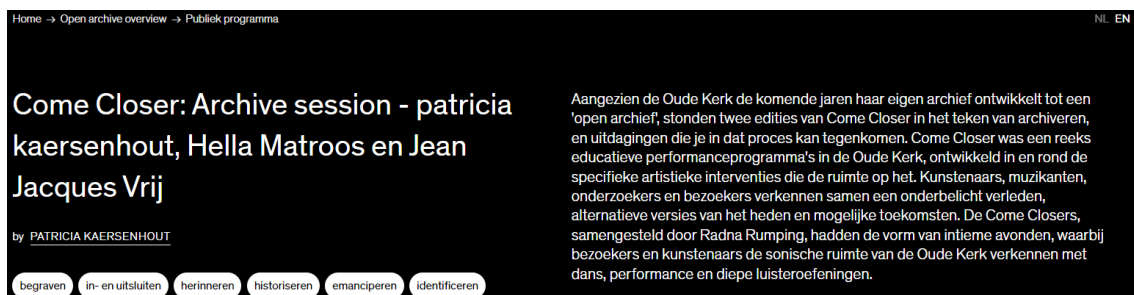 Home → Open archive overview → Publiek programma
NL EN
Come Closer: Archive session - patricia
kaersenhout, Hella Matroos en Jean
Jacques Vrij
by PATRICIA KAERSENHOUT
begraven in- en uitsluiten herinneren historiseren emanciperen identificeren
Aangezien de Oude Kerk de komende jaren haar eigen archief ontwikkelt tot een
'open archief', stonden twee edities van Come Closer in het teken van archiveren,
en uitdagingen die je in dat proces kan tegenkomen. Come Closer was een reeks
educatieve performanceprogramma's in de Oude Kerk, ontwikkeld in en rond de
specifieke artistieke interventies die de ruimte op het. Kunstenaars, muzikanten,
onderzoekers en bezoekers verkennen samen een onderbelicht verleden,
alternatieve versies van het heden en mogelijke toekomsten. De Come Closers,
samengesteld door Radna Rumping, hadden de vorm van intieme avonden, waarbij
bezoekers en kunstenaars de sonische ruimte van de Oude Kerk verkennen met
dans, performance en diepe luisteroefeningen.